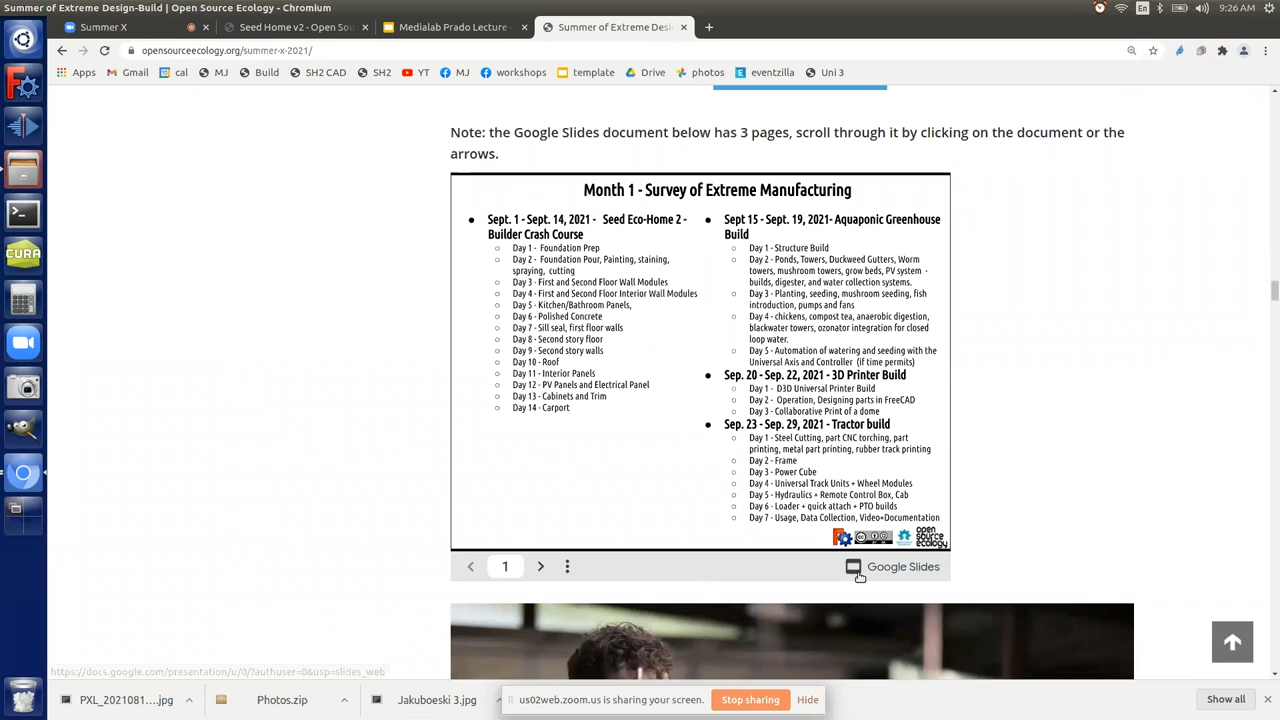 Summer of Extreme Design-Build | Open Source Ecology - Chromium
En
9:26 AM
Summer X
Seed Home v2 - Open Sou
Medialab Prado Lecture -
Summer of Extreme Desi
opensourceecology.org/summer-x-2021/
Apps
Gmail
cal
MJ
Build
SH2 CAD
SH2
YT
MJ
workshops
template
Drive
photos
eventzilla
Uni 3
Note: the Google Slides document below has 3 pages, scroll through it by clicking on the document or the
arrows.
Month 1 - Survey of Extreme Manufacturing
● Sept. 1 - Sept. 14, 2021 - Seed Eco-Home 2 -
Builder Crash Course
○ Day 1 - Foundation Prep
○ Day 2 - Foundation Pour, Painting, staining,
spraying, cutting
○ Day 3 - First and Second Floor Wall Modules
○ Day 4 - First and Second Floor Interior Wall Modules
○ Day 5 - Kitchen/Bathroom Panels,
○ Day 6 - Polished Concrete
○ Day 7 - Sill seal, first floor walls
○ Day 8 - Second story floor
○ Day 9 - Second story walls
○ Day 10 - Roof
○ Day 11 - Interior Panels
○ Day 12 - PV Panels and Electrical Panel
○ Day 13 - Cabinets and Trim
○ Day 14 - Carport
● Sept 15 - Sept. 19, 2021- Aquaponic Greenhouse
Build
○ Day 1 - Structure Build
○ Day 2 - Ponds, Towers, Duckweed Gutters, Worm
towers, mushroom towers, grow beds, PV system -
builds, digester, and water collection systems.
○ Day 3 - Planting, seeding, mushroom seeding, fish
introduction, pumps and fans
○ Day 4 - chickens, compost tea, anaerobic digestion,
blackwater towers, ozonator integration for closed
loop water.
○ Day 5 - Automation of watering and seeding with the
Universal Axis and Controller (if time permits)
● Sep. 20 - Sep. 22, 2021 - 3D Printer Build
○ Day 1 - D3D Universal Printer Build
○ Day 2 - Operation, Designing parts in FreeCAD
○ Day 3 - Collaborative Print of a dome
● Sep. 23 - Sep. 29, 2021 - Tractor build
○ Day 1 - Steel Cutting, part CNC torching, part
printing, metal part printing, rubber track printing
○ Day 2 - Frame
○ Day 3 - Power Cube
○ Day 4 - Universal Track Units + Wheel Modules
○ Day 5 - Hydraulics + Remote Control Box, Cab
○ Day 6 - Loader + quick attach + PTO builds
○ Day 7 - Usage, Data Collection, Video+Documentation
open
source
ecology
1
Google Slides
CURA
https://docs.google.com/presentation/u/0/?authuser=0&usp=slides_web
PXL_2021081....jpg
Photos.zip
Jakuboeski 3.jpg
us02web.zoom.us is sharing your screen.
Stop sharing
Hide
Show all